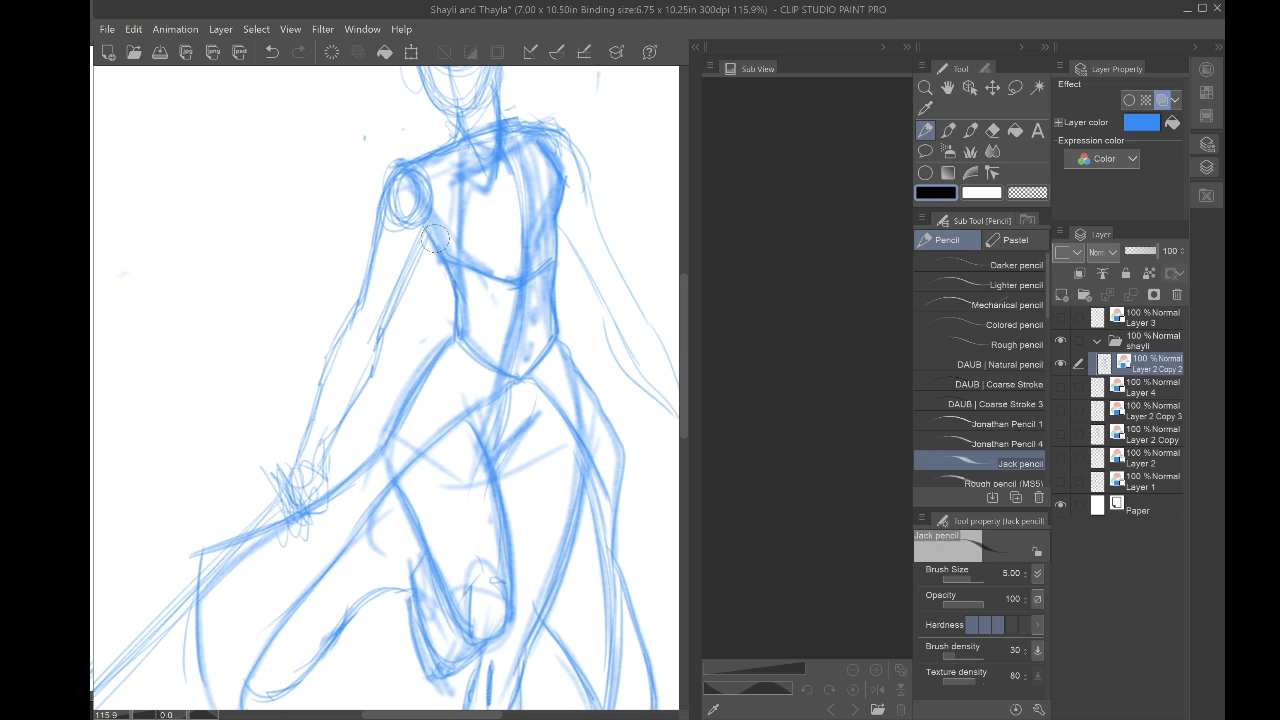 Shayli and Thayla* (7.00 x 10.50in Binding size:6.75 x 10.25in 300dpi 115.9%) - CLIP STUDIO PAINT PRO
File Edit Animation Layer Select View Filter Window Help
Sub View
Tool
Layer Property
Effect
Layer color
Expression color
Color
A
Sub Tool [Pencil]
Pencil
Pastel
Darker pencil
Lighter pencil
Mechanical pencil
Colored pencil
Rough pencil
DAUB | Natural pencil
DAUB | Coarse Stroke
DAUB | Coarse Stroke 3
Jonathan Pencil 1
Jonathan Pencil 4
Jack pencil
Rough pencil (MS5)
Tool property [Jack pencil]
Jack pencil
Brush Size 5.00
Opacity 100
Hardness
Brush density 30
Texture density 80
Layer
Norm 100
100 % Normal
Layer 3
100 % Normal
shayli
100 % Normal
Layer 2 Copy 2
100 % Normal
Layer 4
100 % Normal
Layer 2 Copy 3
100 % Normal
Layer 2 Copy
100 % Normal
Layer 2
100 % Normal
Layer 1
Paper
115.9 0.0